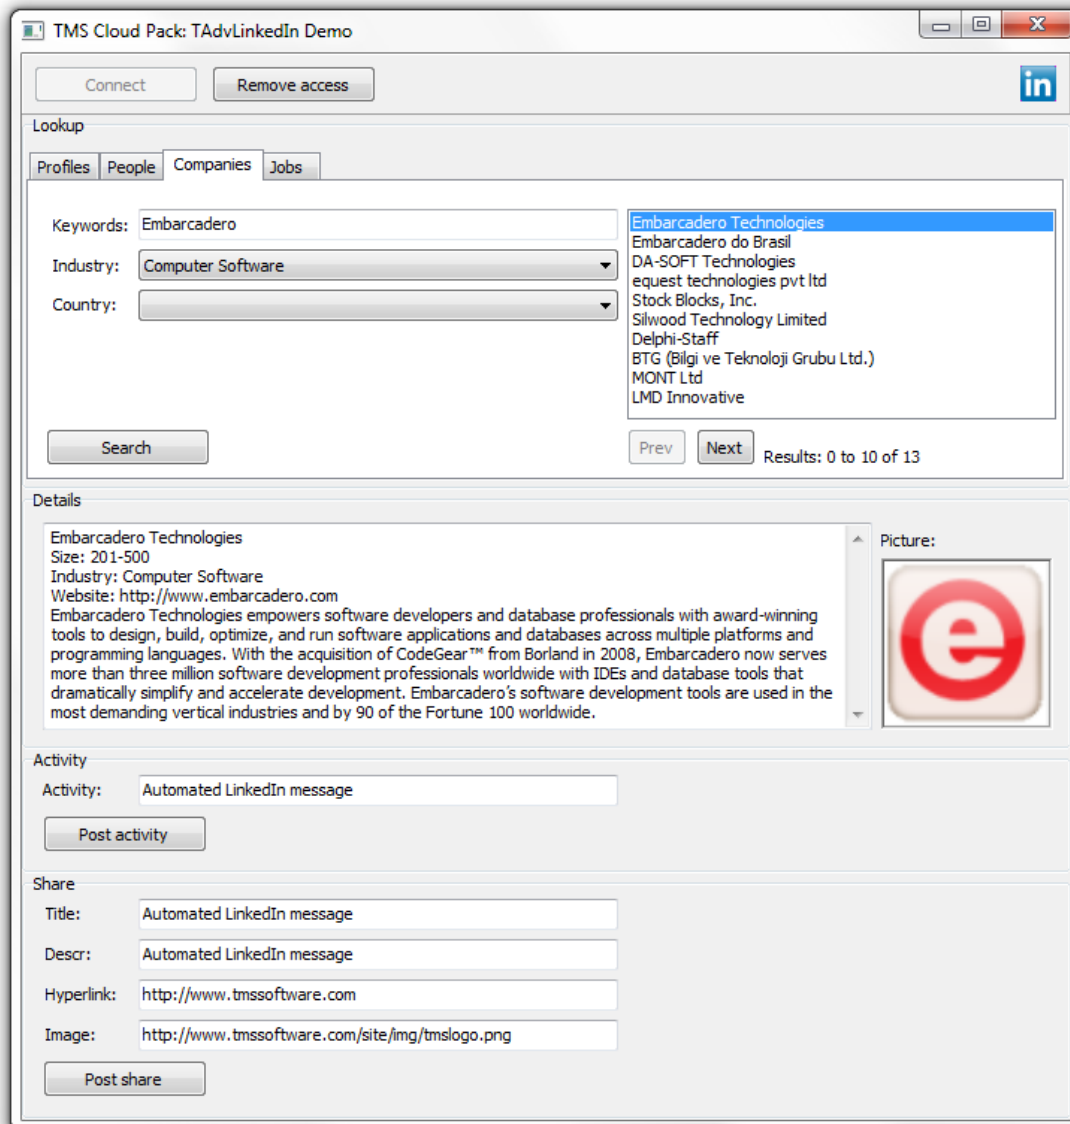 TMS Cloud Pack: TAdvLinkedIn Demo
Connect Remove access in
Lookup
Profiles People Companies Jobs
Keywords: Embarcadero
Industry: Computer Software
Country:
Embarcadero Technologies
Embarcadero do Brasil
DA-SOFT Technologies
equest technologies pvt ltd
Stock Blocks, Inc.
Silwood Technology Limited
Delphi-Staff
BTG (Bilgi ve Teknoloji Grubu Ltd.)
MONT Ltd
LMD Innovative
Search Prev Next Results: 0 to 10 of 13
Details
Embarcadero Technologies
Size: 201-500
Industry: Computer Software
Website: http://www.embarcadero.com
Embarcadero Technologies empowers software developers and database professionals with award-winning
tools to design, build, optimize, and run software applications and databases across multiple platforms and
programming languages. With the acquisition of CodeGear™ from Borland in 2008, Embarcadero now serves
more than three million software development professionals worldwide with IDEs and database tools that
dramatically simplify and accelerate development. Embarcadero’s software development tools are used in the
most demanding vertical industries and by 90 of the Fortune 100 worldwide.
Picture:
e
Activity
Activity: Automated LinkedIn message
Post activity
Share
Title: Automated LinkedIn message
Descr: Automated LinkedIn message
Hyperlink: http://www.tmssoftware.com
Image: http://www.tmssoftware.com/site/img/tmslogo.png
Post share